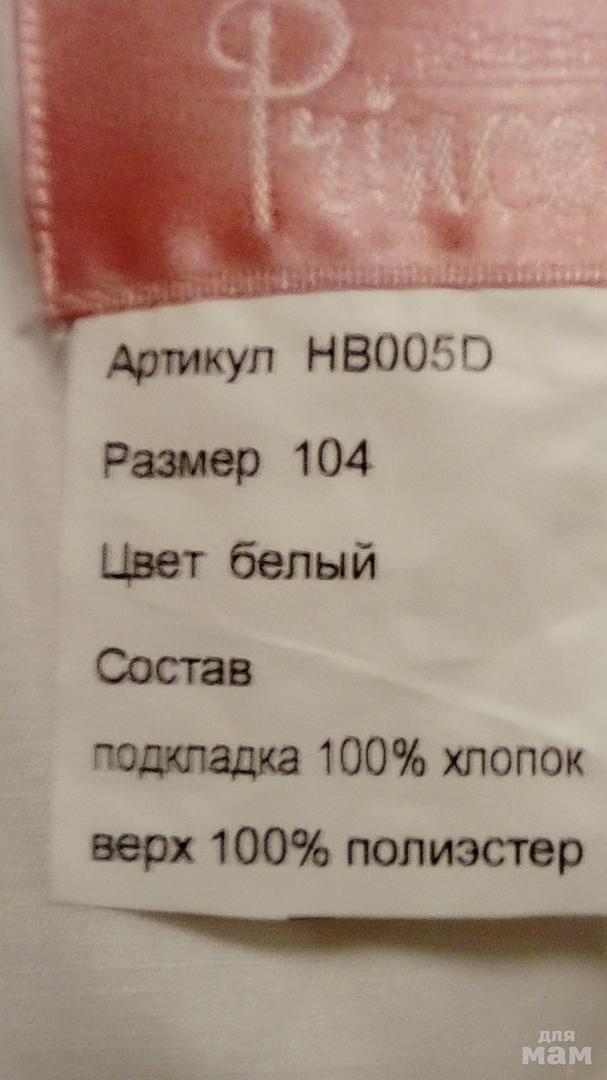 Артикул HB005D
Размер 104
Цвет белый
Состав
подкладка 100% хлопок
верх 100% полиэстер
для
мам